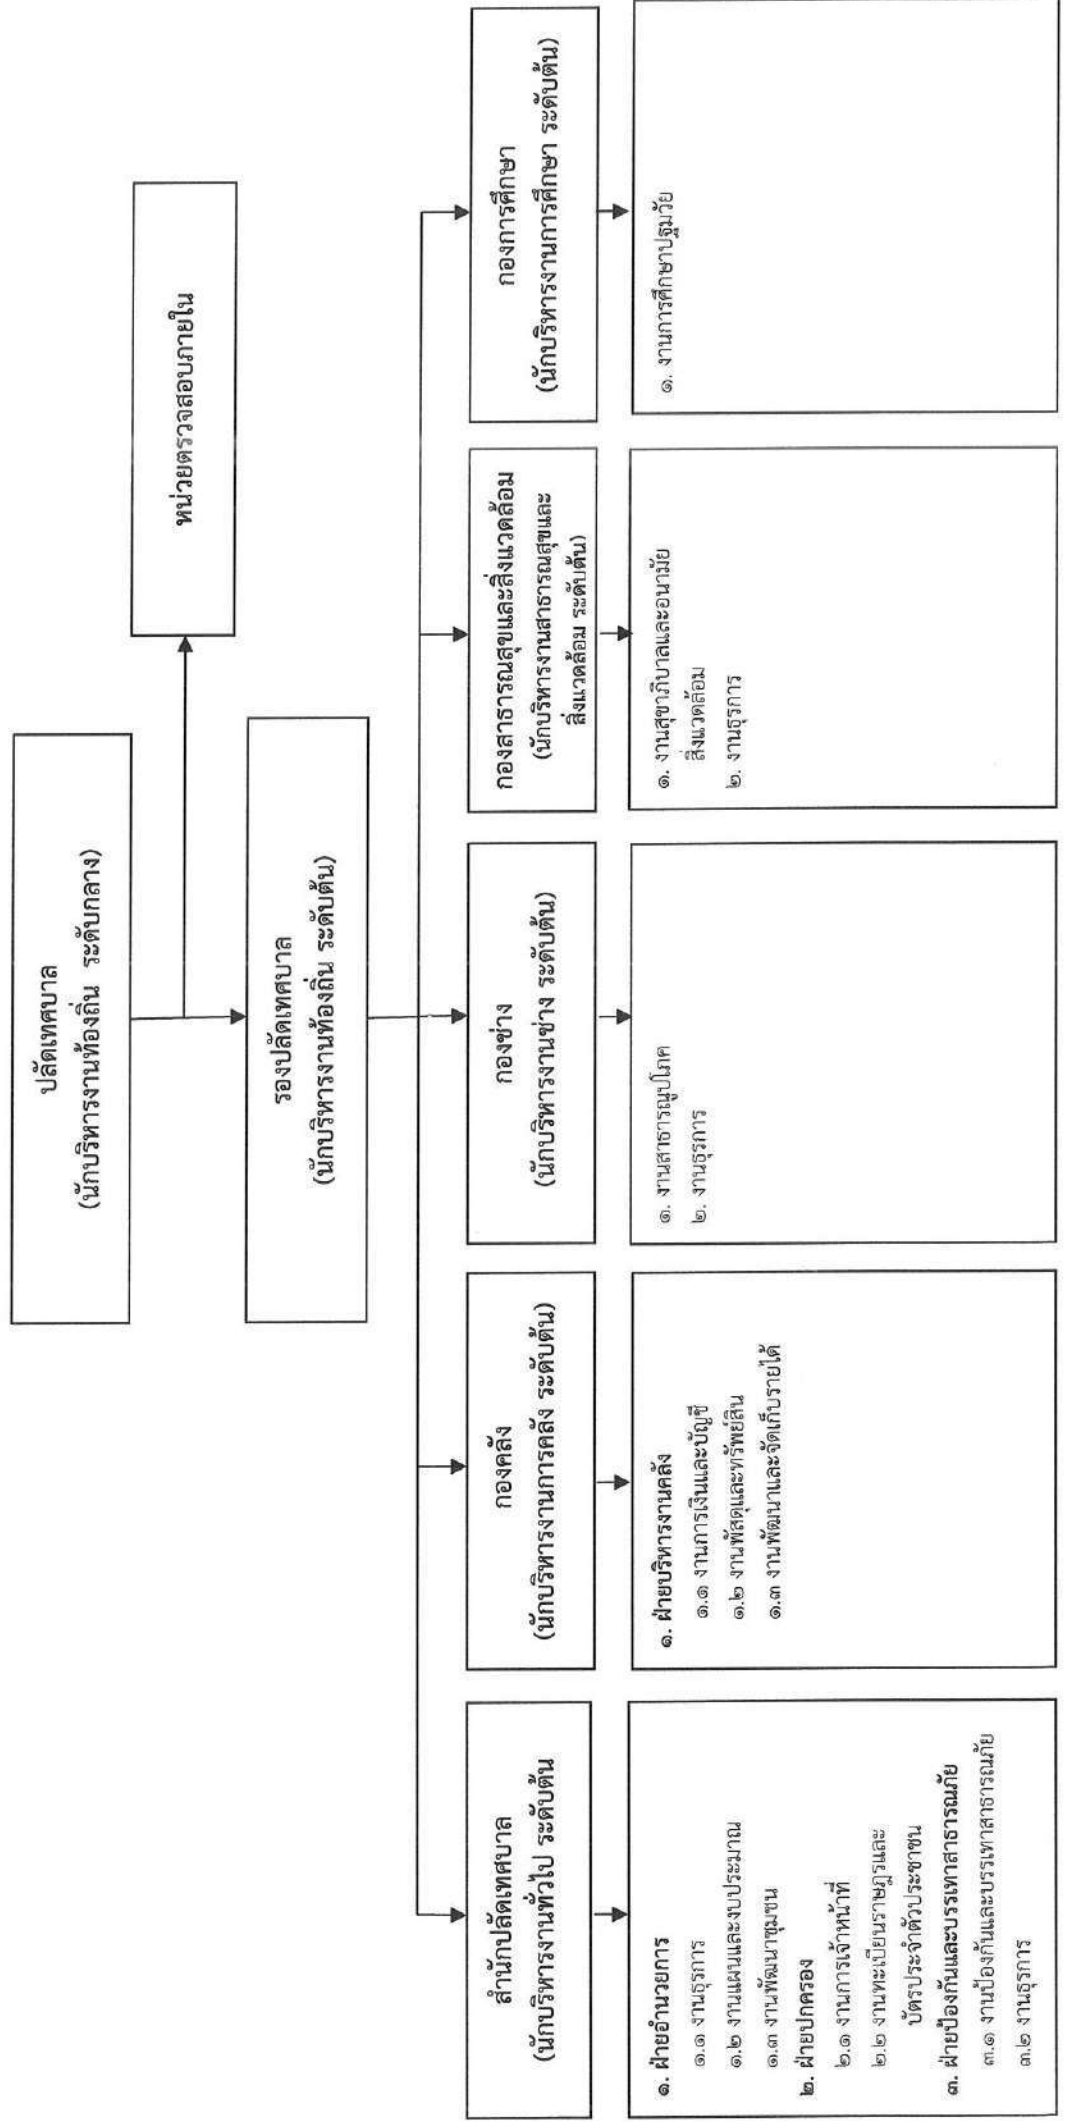 ปลัดเทศบาล
(นักบริหารงานท้องถิ่น ระดับกลาง)
หน่วยตรวจสอบภายใน
รองปลัดเทศบาล
(นักบริหารงานท้องถิ่น ระดับต้น)
สำนักปลัดเทศบาล
(นักบริหารงานทั่วไป ระดับต้น)
๑. ฝ่ายอำนวยการ
๑.๑ งานธุรการ
๑.๒ งานแผนและงบประมาณ
๑.๓ งานพัฒนาชุมชน
๒. ฝ่ายปกครอง
๒.๑ งานการเจ้าหน้าที่
๒.๒ งานทะเบียนราษฎรและ
บัตรประจำตัวประชาชน
๓. ฝ่ายป้องกันและบรรเทาสาธารณภัย
๓.๑ งานป้องกันและบรรเทาสาธารณภัย
๓.๒ งานธุรการ
กองคลัง
(นักบริหารงานการคลัง ระดับต้น)
๑. ฝ่ายบริหารงานคลัง
๑.๑ งานการเงินและบัญชี
๑.๒ งานพัสดุและทรัพย์สิน
๑.๓ งานพัฒนาและจัดเก็บรายได้
กองช่าง
(นักบริหารงานช่าง ระดับต้น)
๑. งานสาธารณูปโภค
๒. งานธุรการ
กองสาธารณสุขและสิ่งแวดล้อม
(นักบริหารงานสาธารณสุขและ
สิ่งแวดล้อม ระดับต้น)
๑. งานสุขาภิบาลและอนามัย
สิ่งแวดล้อม
๒. งานธุรการ
กองการศึกษา
(นักบริหารงานการศึกษา ระดับต้น)
๑. งานการศึกษาปฐมวัย